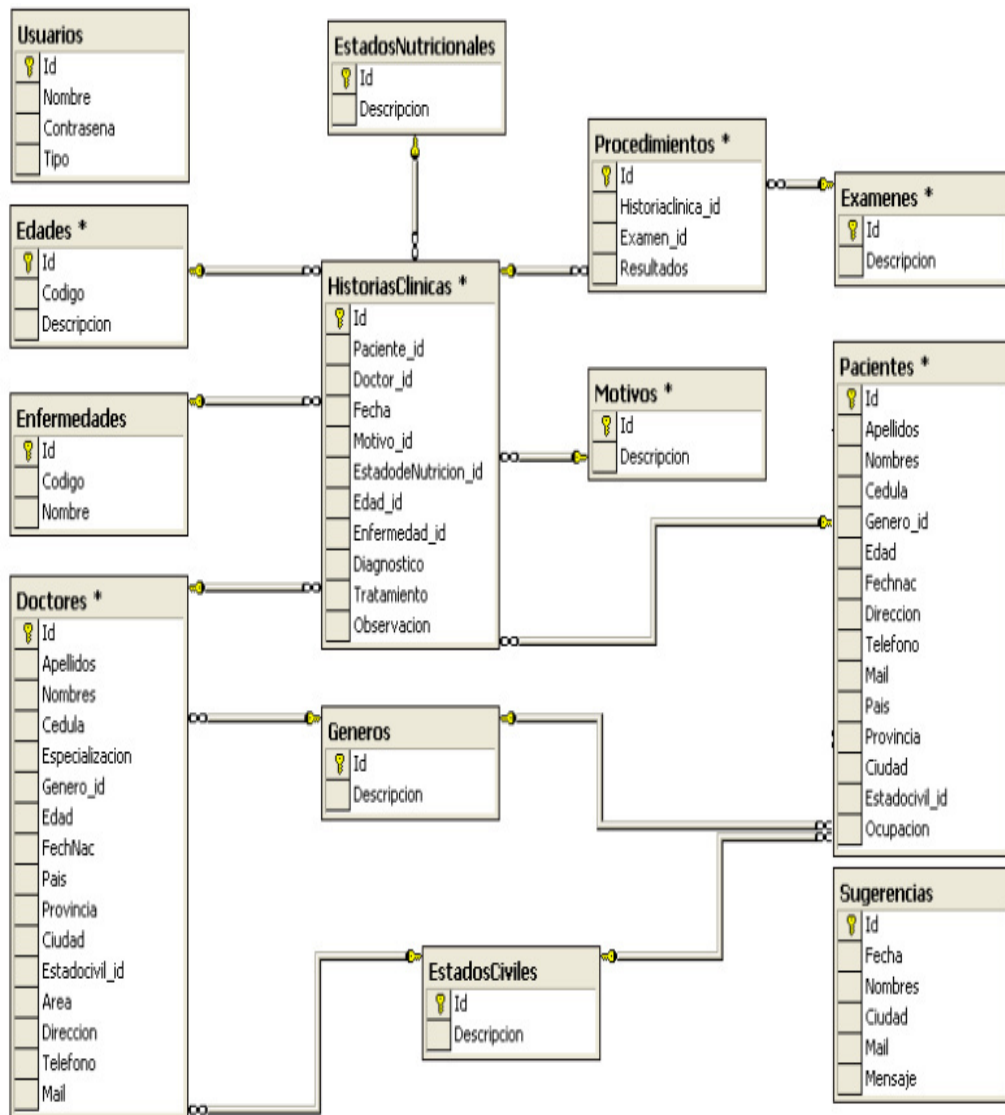 Usuarios
Id
Nombre
Contrasena
Tipo
EstadosNutricionales
Id
Descripcion
Procedimientos *
Id
Historiaclinica_id
Examen_id
Resultados
Examenes *
Id
Descripcion
Edades *
Id
Codigo
Descripcion
HistoriasClinicas *
Id
Paciente_id
Doctor_id
Fecha
Motivo_id
EstadodeNutricion_id
Edad_id
Enfermedad_id
Diagnostico
Tratamiento
Observacion
Motivos *
Id
Descripcion
Pacientes *
Id
Apellidos
Nombres
Cedula
Genero_id
Edad
Fechnac
Direccion
Telefono
Mail
Pais
Provincia
Ciudad
Estadocivil_id
Ocupacion
Enfermedades
Id
Codigo
Nombre
Doctores *
Id
Apellidos
Nombres
Cedula
Especializacion
Genero_id
Edad
FechNac
Pais
Provincia
Ciudad
Estadocivil_id
Area
Direccion
Telefono
Mail
Generos
Id
Descripcion
EstadosCiviles
Id
Descripcion
Sugerencias
Id
Fecha
Nombres
Ciudad
Mail
Mensaje